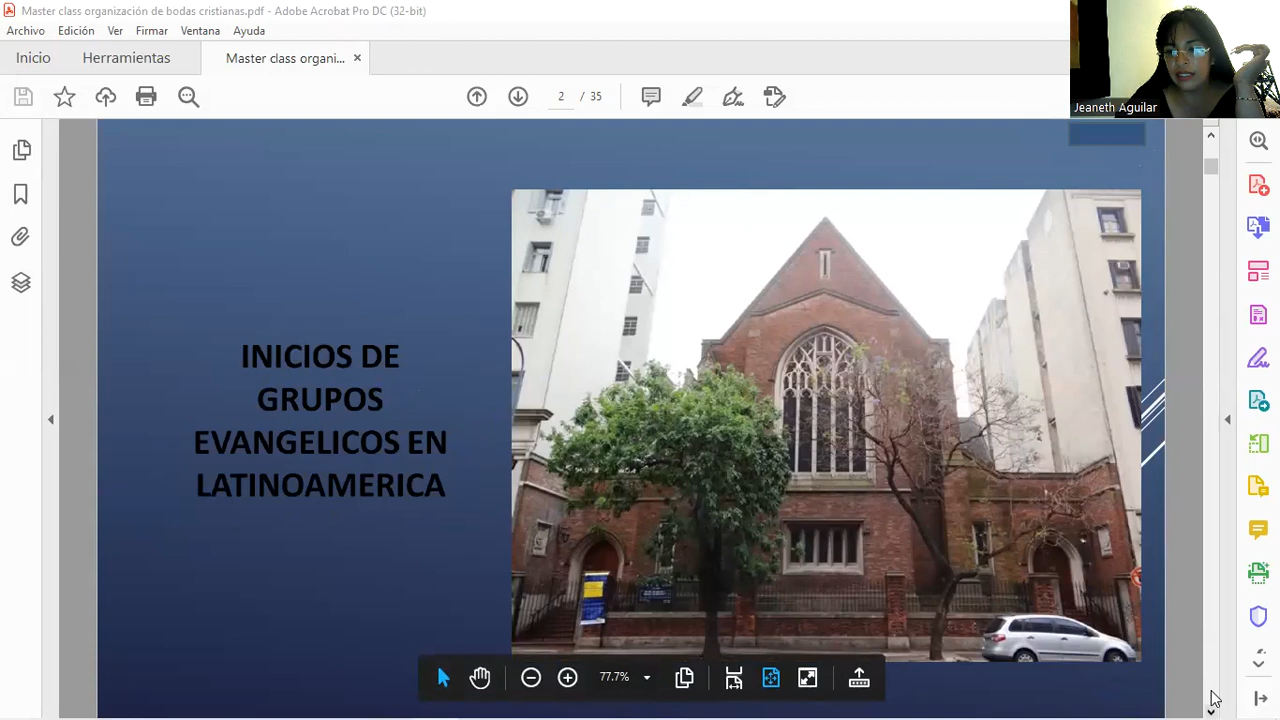 Master class organización de bodas cristianas.pdf - Adobe Acrobat Pro DC (32-bit)
Archivo Edición Ver Firmar Ventana Ayuda
Inicio Herramientas Master class organi... ×
2 / 35
Jeaneth Aguilar
INICIOS DE
GRUPOS
EVANGELICOS EN
LATINOAMERICA
77.7%